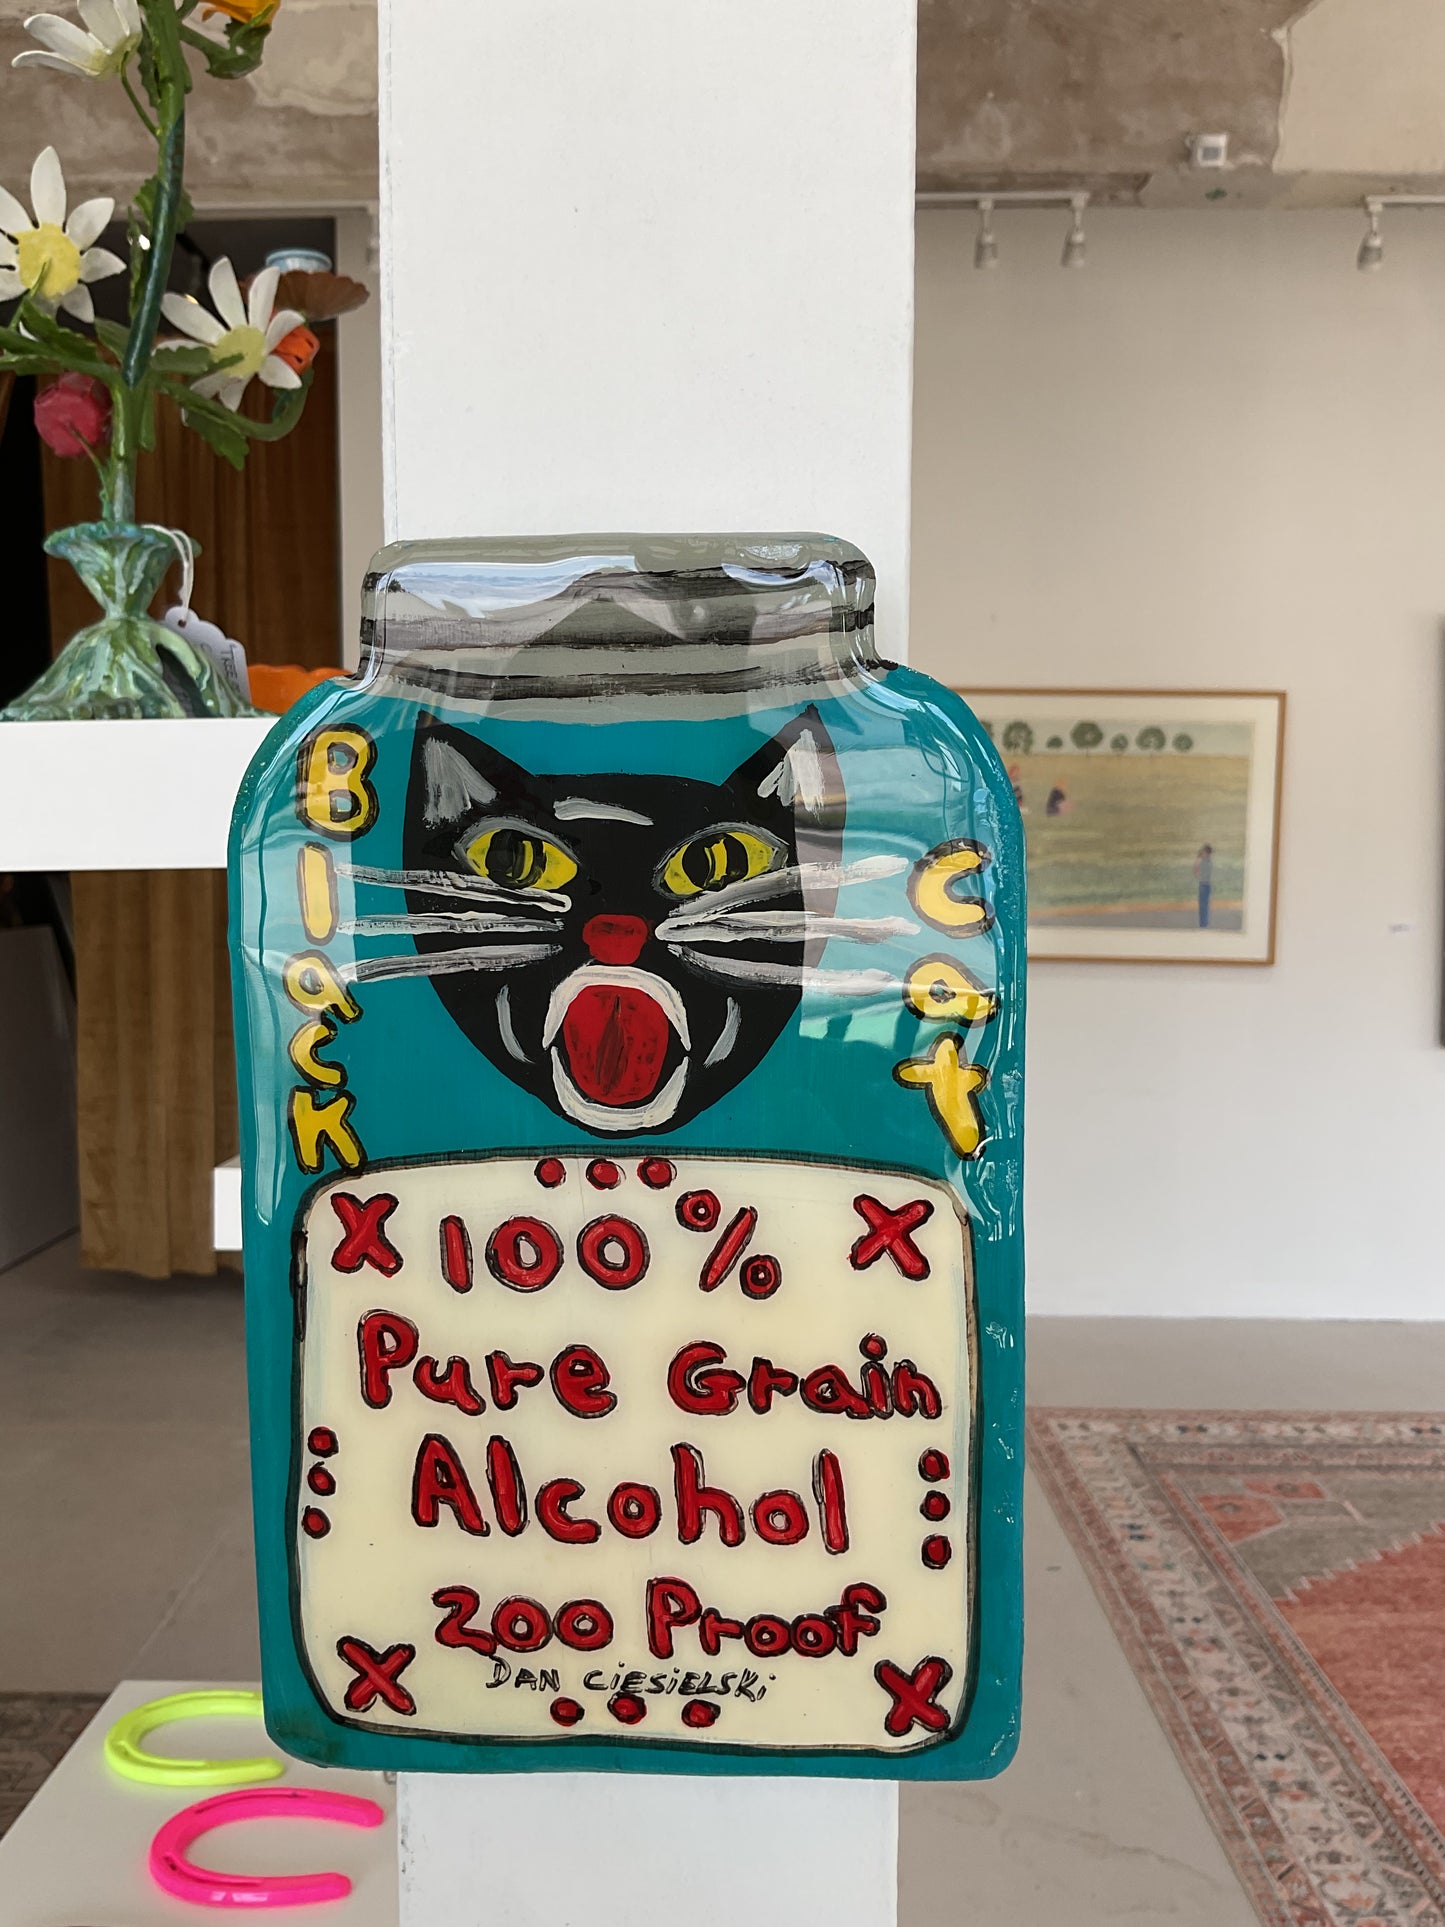 Black
Cat
X 100% X
Pure Grain
Alcohol
200 Proof
DAN CiESiELSKi
X X